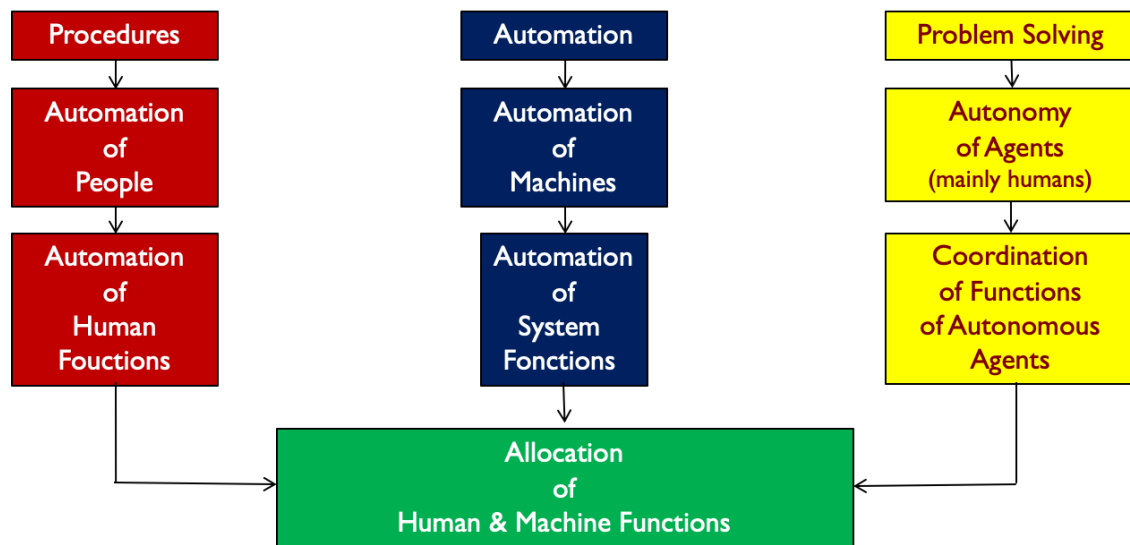 Procedures
Automation
of
People
Automation
of
Human
Fouctions
Automation
Automation
of
Machines
Automation
of
System
Fonctions
Problem Solving
Autonomy
of Agents
(mainly humans)
Coordination
of Functions
of Autonomous
Agents
Allocation
of
Human & Machine Functions